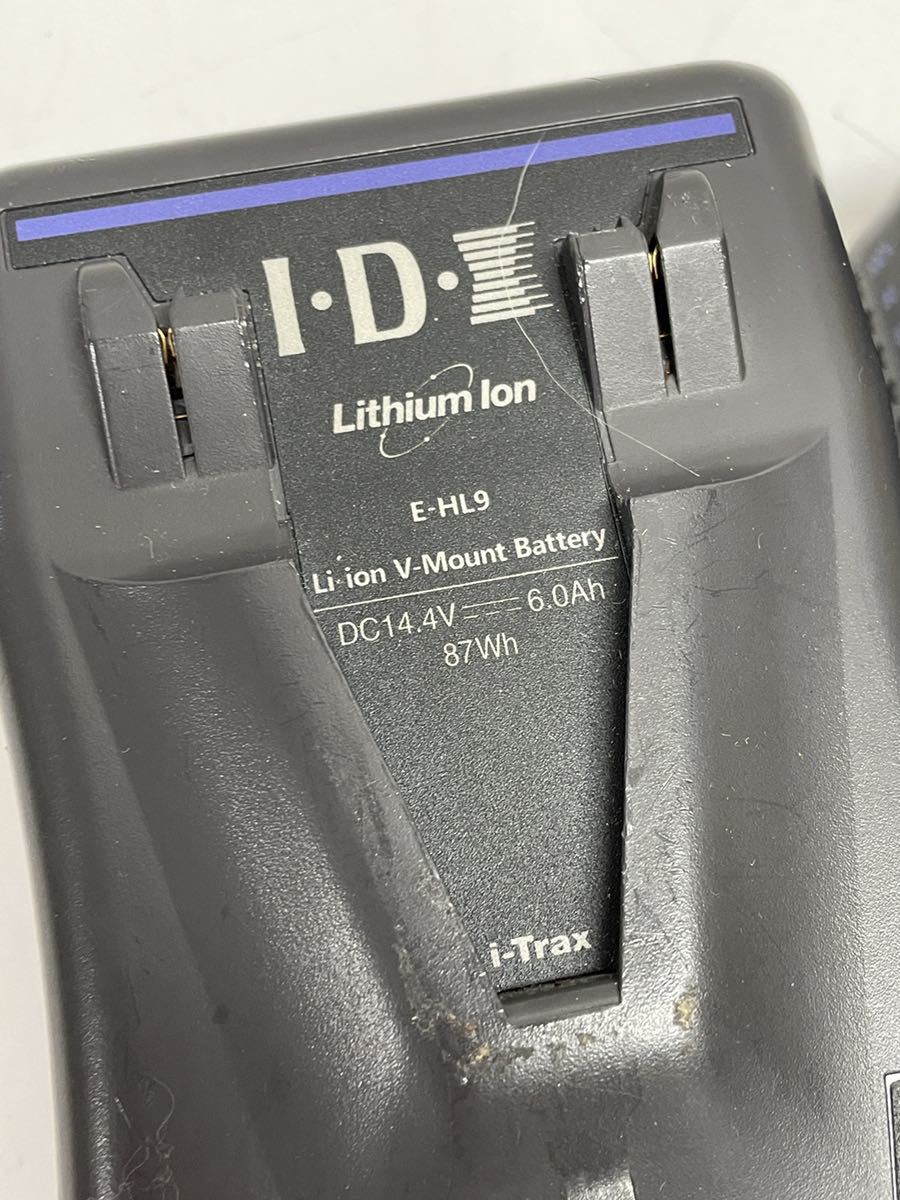 I·D·X
Lithium Ion
E-HL9
Li-ion V-Mount Battery
DC14.4V ⎓ 6.0Ah
87Wh
i-Trax